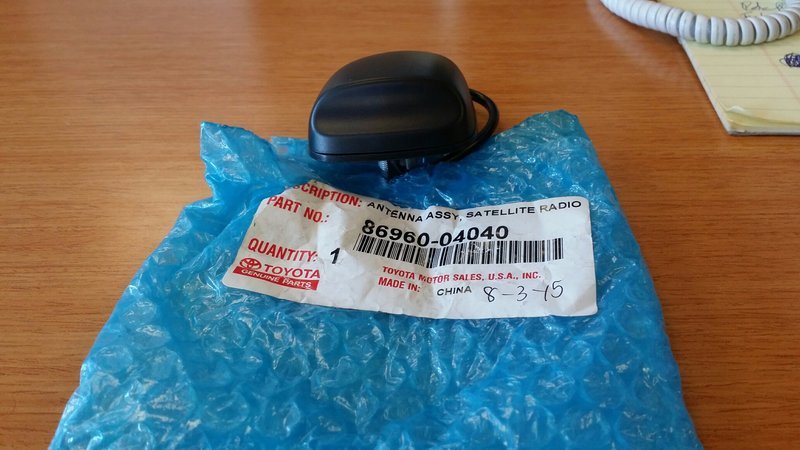 DESCRIPTION: ANTENNA ASSY, SATELLITE RADIO
PART NO.: 86960-04040
QUANTITY: 1
TOYOTA
GENUINE PARTS
TOYOTA MOTOR SALES, U.S.A., INC.
MADE IN: CHINA 8-3-15